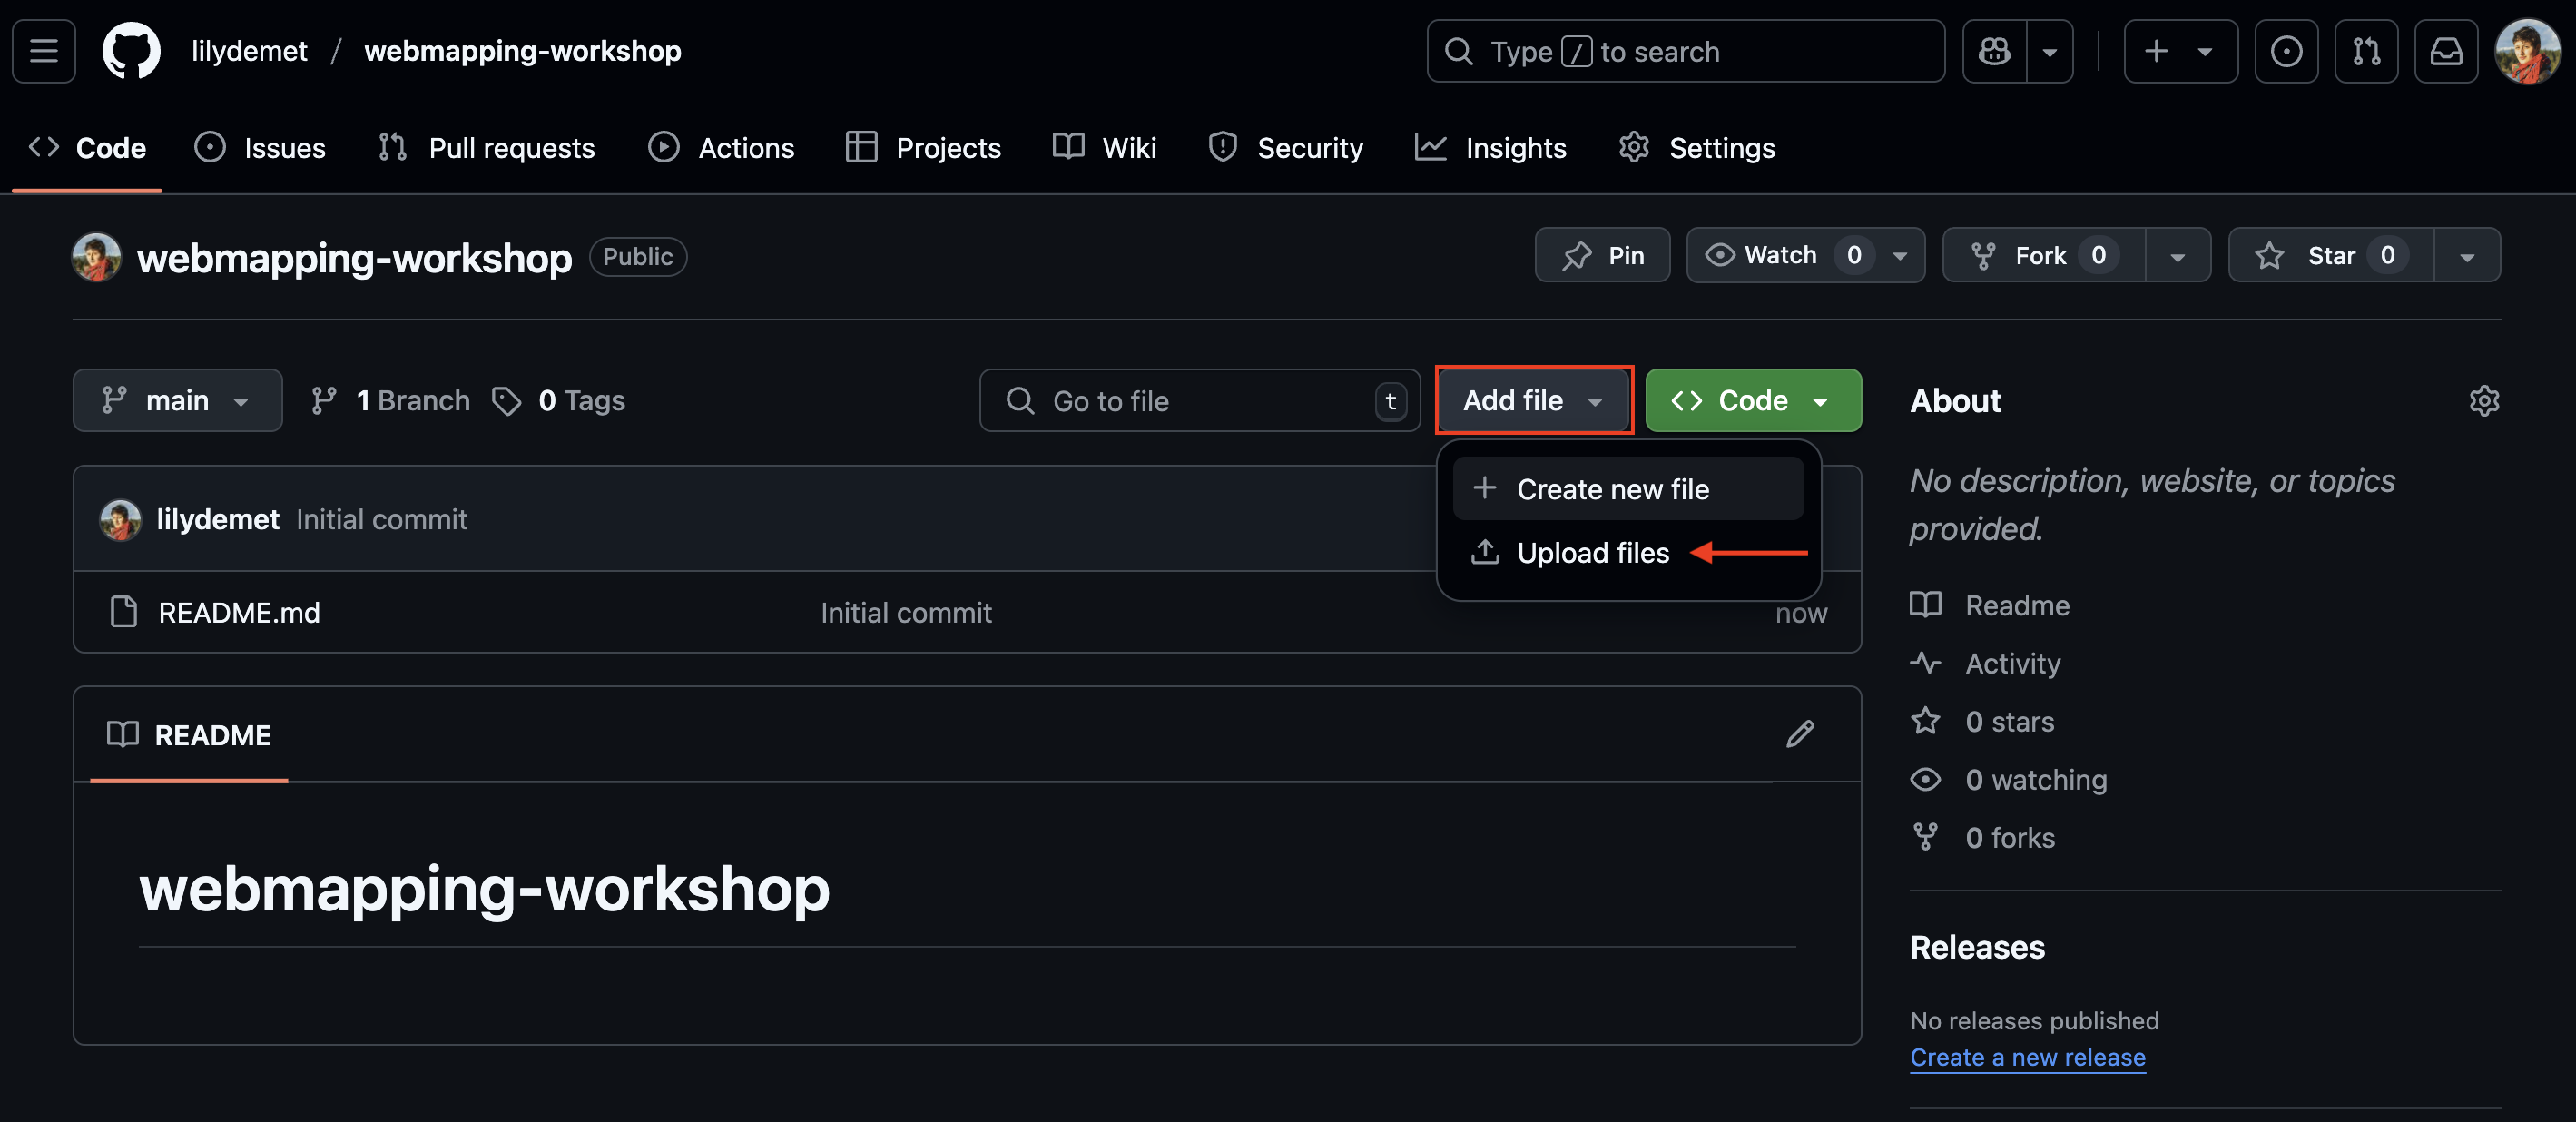 lilydemet / webmapping-workshop
Type / to search
Code Issues Pull requests Actions Projects Wiki Security Insights Settings
webmapping-workshop Public
Pin Watch 0 Fork 0 Star 0
main 1 Branch 0 Tags
Go to file t
Add file
Code
Create new file
Upload files
lilydemet Initial commit
README.md Initial commit now
README
webmapping-workshop
About
No description, website, or topics
provided.
Readme
Activity
0 stars
0 watching
0 forks
Releases
No releases published
Create a new release